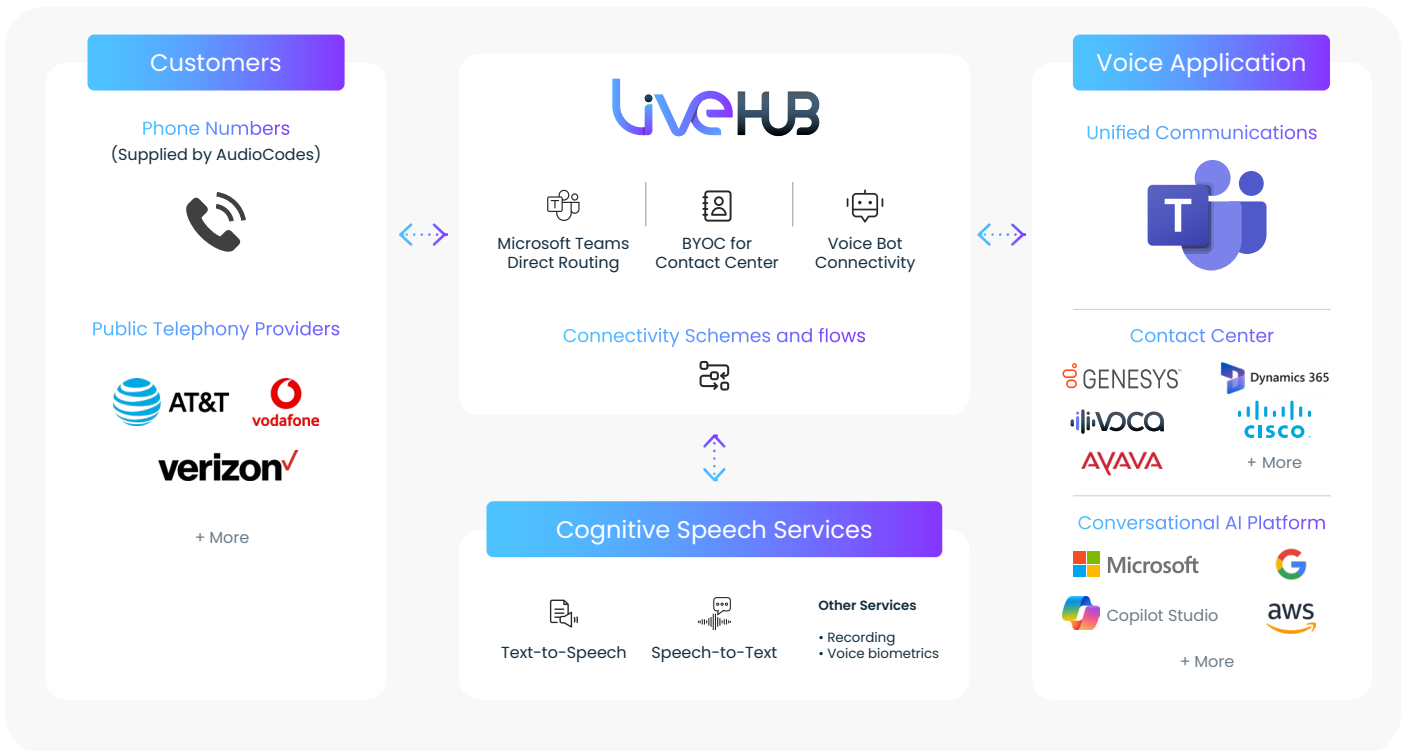 Customers
Phone Numbers
(Supplied by AudioCodes)
Public Telephony Providers
AT&T
vodafone
verizon
+ More
LiveHUB
T
Microsoft Teams
Direct Routing
BYOC for
Contact Center
Voice Bot
Connectivity
Connectivity Schemes and flows
Cognitive Speech Services
Text-to-Speech
Speech-to-Text
Other Services
• Recording
• Voice biometrics
Voice Application
Unified Communications
T
Contact Center
GENESYS™
Dynamics 365
VOCA
CISCO
AVAYA
+ More
Conversational AI Platform
Microsoft
G
Copilot Studio
aws
+ More